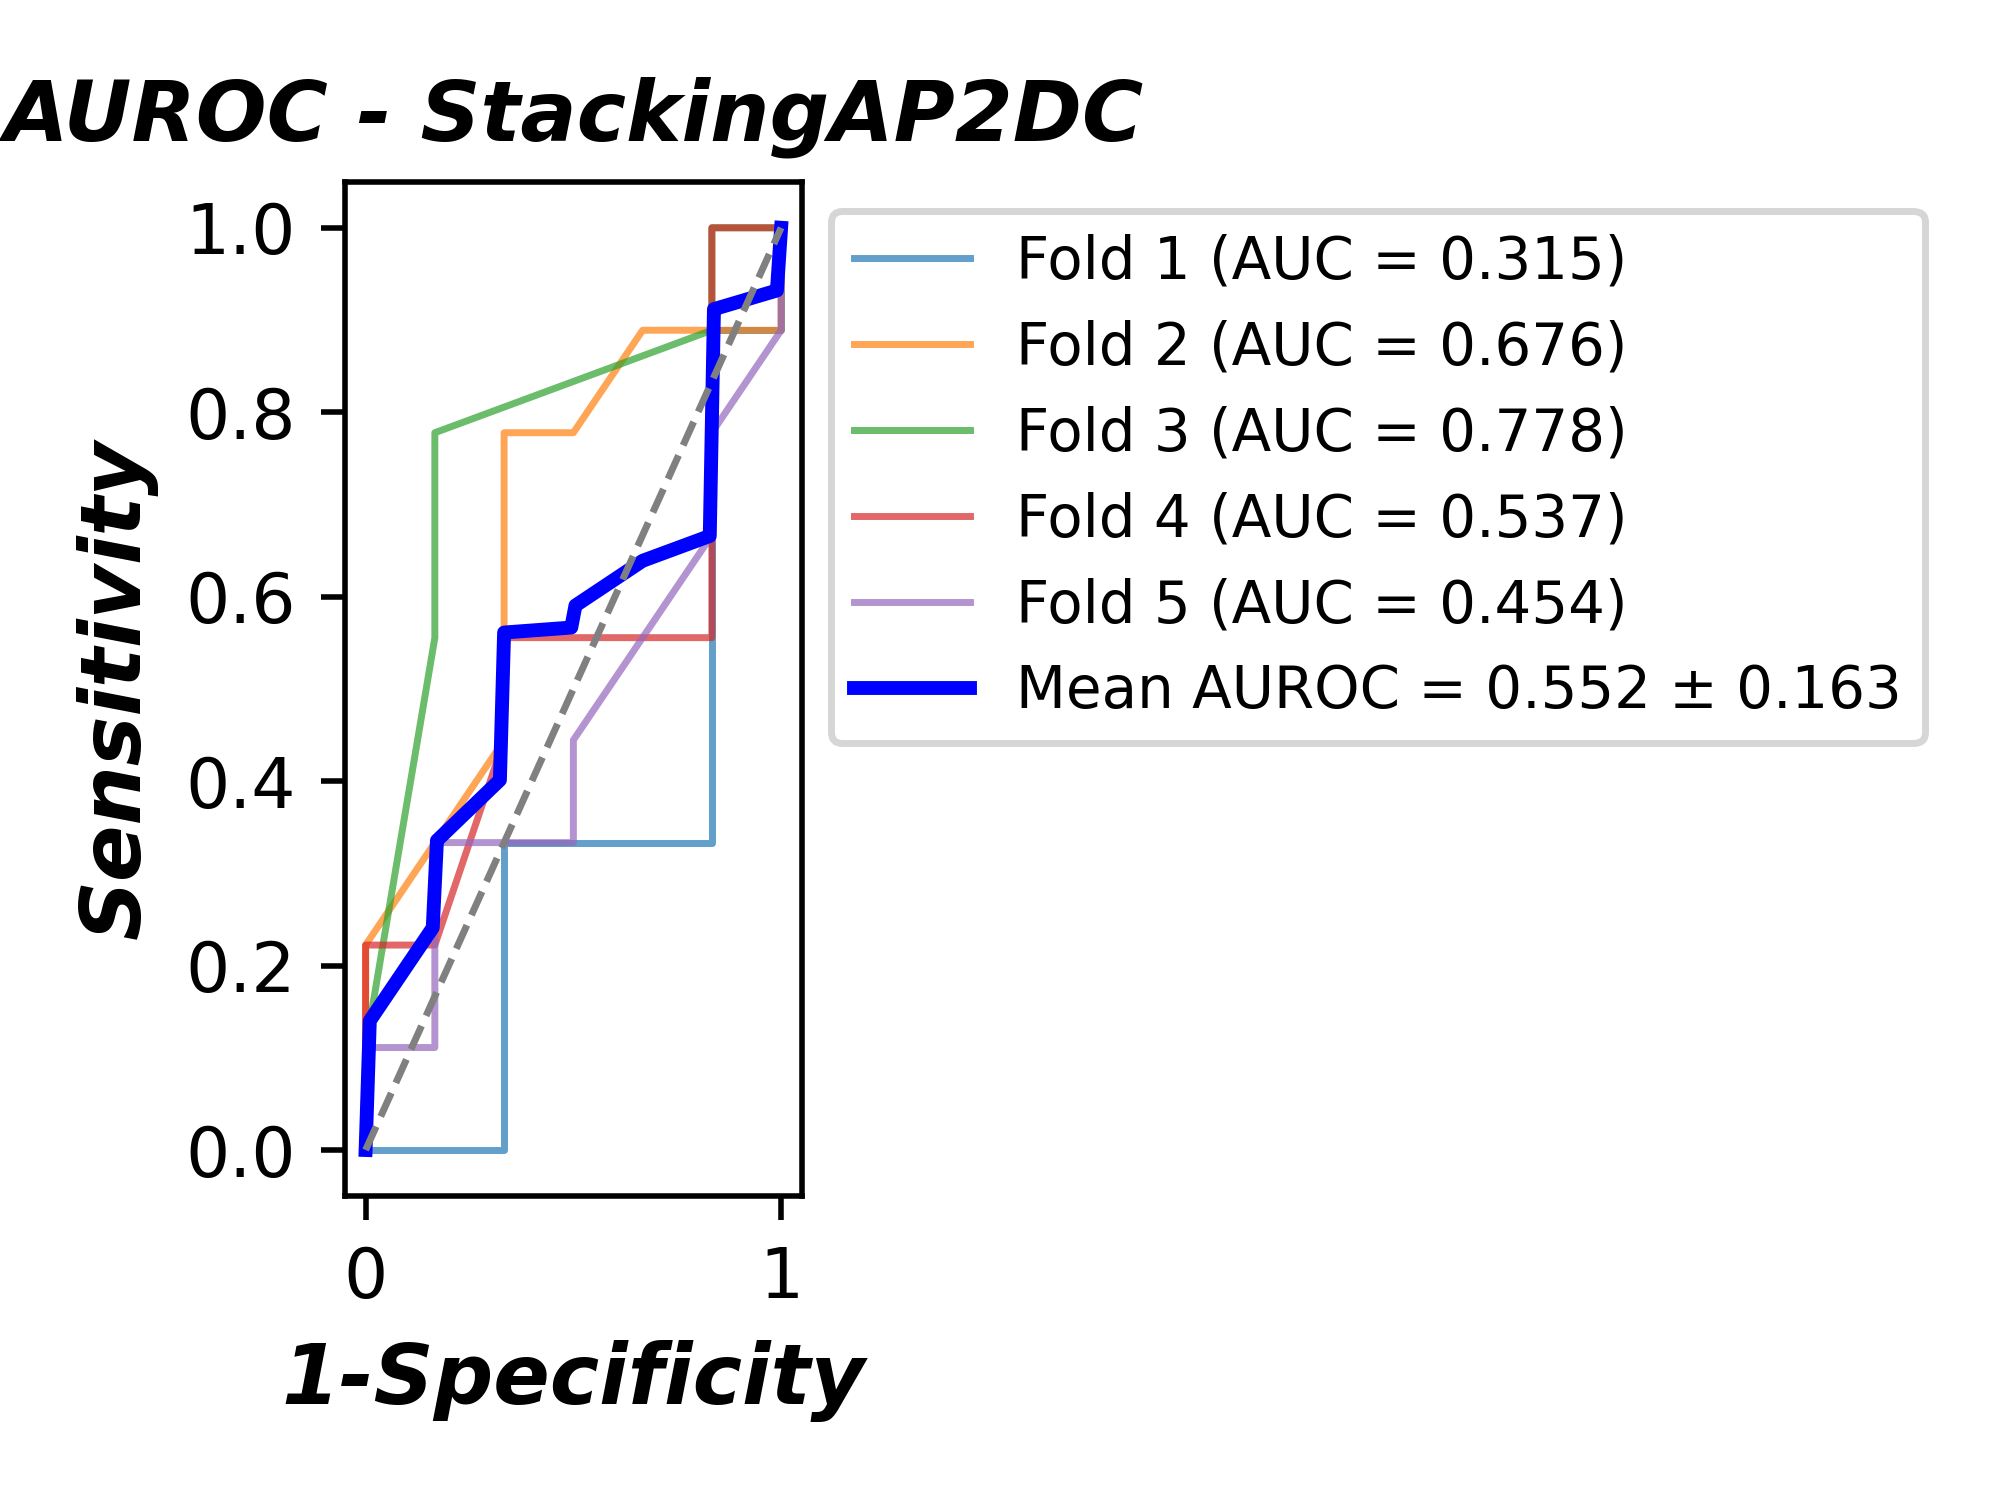 AUROC - StackingAP2DC
1.0
0.8
0.6
0.4
0.2
0.0
Sensitivity
0 1
1-Specificity
Fold 1 (AUC = 0.315)
Fold 2 (AUC = 0.676)
Fold 3 (AUC = 0.778)
Fold 4 (AUC = 0.537)
Fold 5 (AUC = 0.454)
Mean AUROC = 0.552 ± 0.163